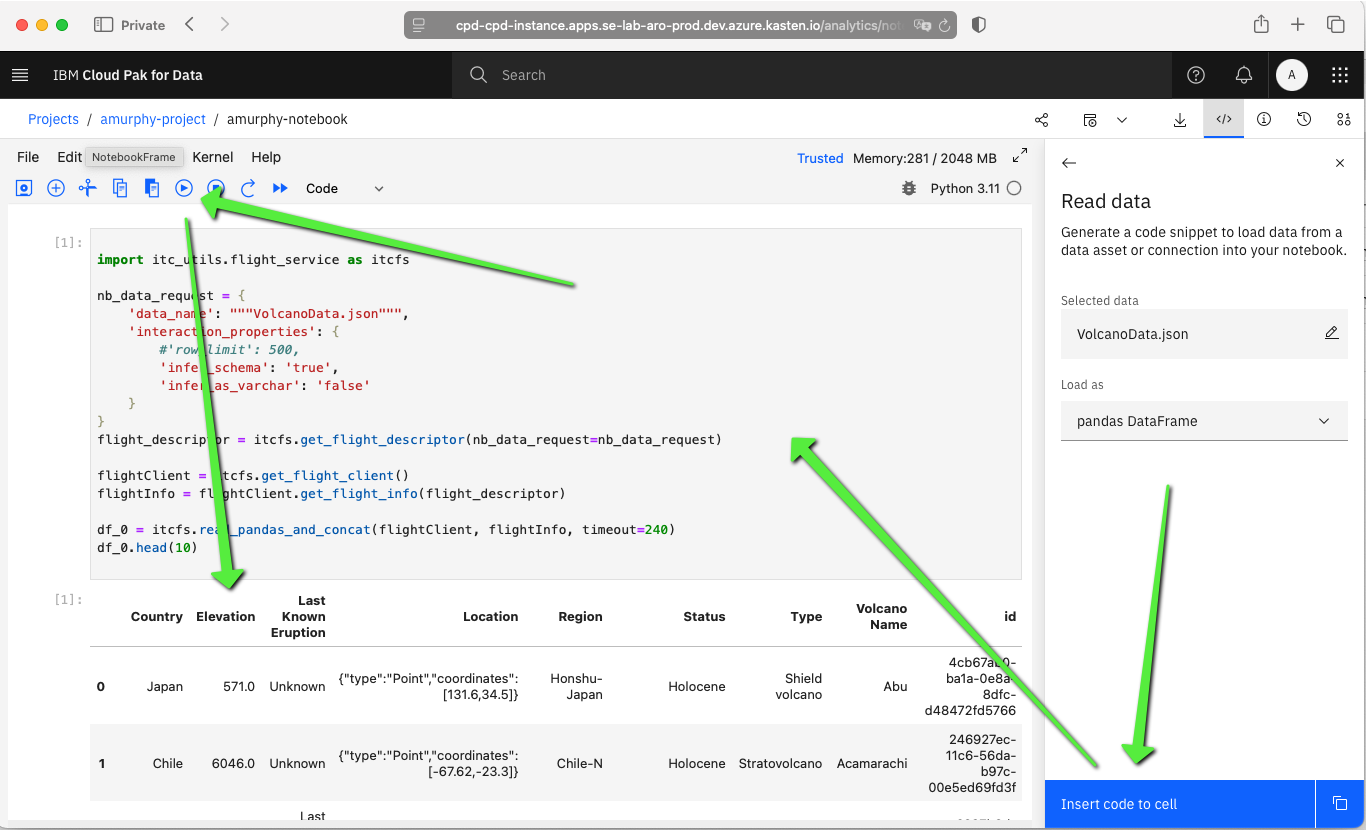 Private
cpd-cpd-instance.apps.se-lab-aro-prod.dev.azure.kasten.io/analytics/not
IBM Cloud Pak for Data
Search
A
Projects / amurphy-project / amurphy-notebook
File Edit NotebookFrame Kernel Help
Trusted Memory:281 / 2048 MB
Code
Python 3.11
[1]:
import itc_utils.flight_service as itcfs
nb_data_request = {
'data_name': """VolcanoData.json""",
'interaction_properties': {
#'row_limit': 500,
'infer_schema': 'true',
'infer_as_varchar': 'false'
}
}
flight_descriptor = itcfs.get_flight_descriptor(nb_data_request=nb_data_request)
flightClient = itcfs.get_flight_client()
flightInfo = flightClient.get_flight_info(flight_descriptor)
df_0 = itcfs.read_pandas_and_concat(flightClient, flightInfo, timeout=240)
df_0.head(10)
[1]:
Country Elevation Last Known Eruption Location Region Status Type Volcano Name id
0 Japan 571.0 Unknown {"type":"Point","coordinates":[131.6,34.5]} Honshu-Japan Holocene Shield volcano Abu 4cb67ab0-ba1a-0e8a-8dfc-d48472fd5766
1 Chile 6046.0 Unknown {"type":"Point","coordinates":[-67.62,-23.3]} Chile-N Holocene Stratovolcano Acamarachi 246927ec-11c6-56da-b97c-00e5ed69fd3f
Last
Read data
Generate a code snippet to load data from a
data asset or connection into your notebook.
Selected data
VolcanoData.json
Load as
pandas DataFrame
Insert code to cell